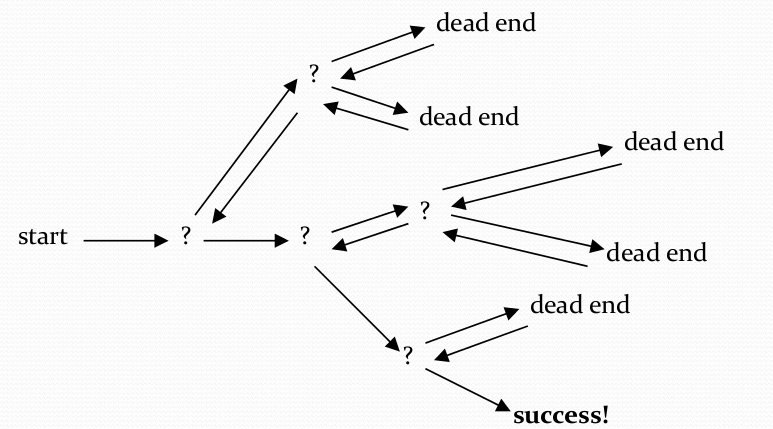 dead end
?
dead end
dead end
?
start
?
?
dead end
dead end
?
success!